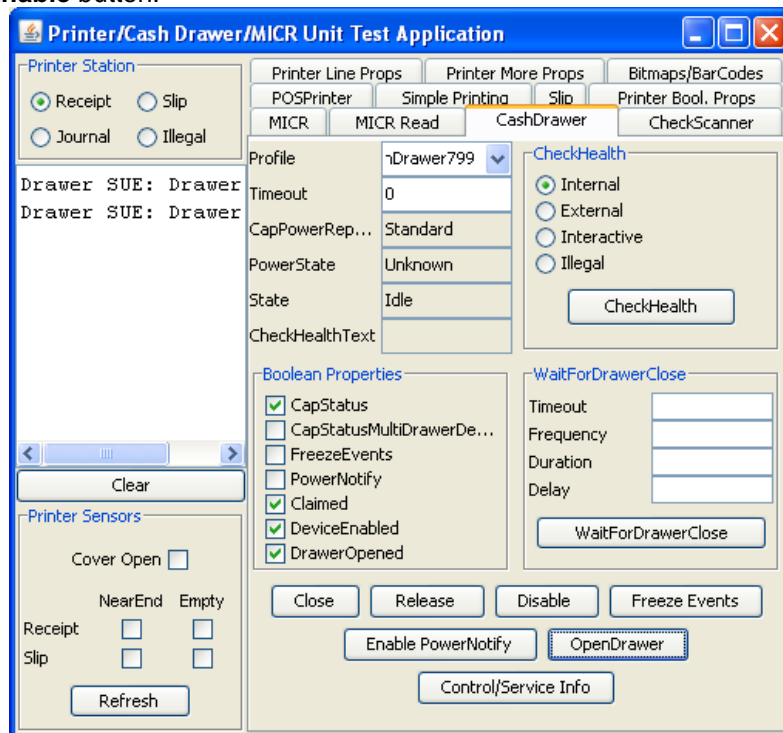 nable button.
Printer/Cash Drawer/MICR Unit Test Application
Printer Station
Receipt Slip
Journal Illegal
Drawer SUE: Drawer
Drawer SUE: Drawer
Clear
Printer Sensors
Cover Open
NearEnd Empty
Receipt
Slip
Refresh
Printer Line Props Printer More Props Bitmaps/BarCodes
POSPrinter Simple Printing Slip Printer Bool. Props
MICR MICR Read CashDrawer CheckScanner
Profile Drawer799
Timeout 0
CapPowerRep... Standard
PowerState Unknown
State Idle
CheckHealthText
CheckHealth
Internal
External
Interactive
Illegal
CheckHealth
Boolean Properties
CapStatus
CapStatusMultiDrawerDe...
FreezeEvents
PowerNotify
Claimed
DeviceEnabled
DrawerOpened
WaitForDrawerClose
Timeout
Frequency
Duration
Delay
WaitForDrawerClose
Close Release Disable Freeze Events
Enable PowerNotify OpenDrawer
Control/Service Info